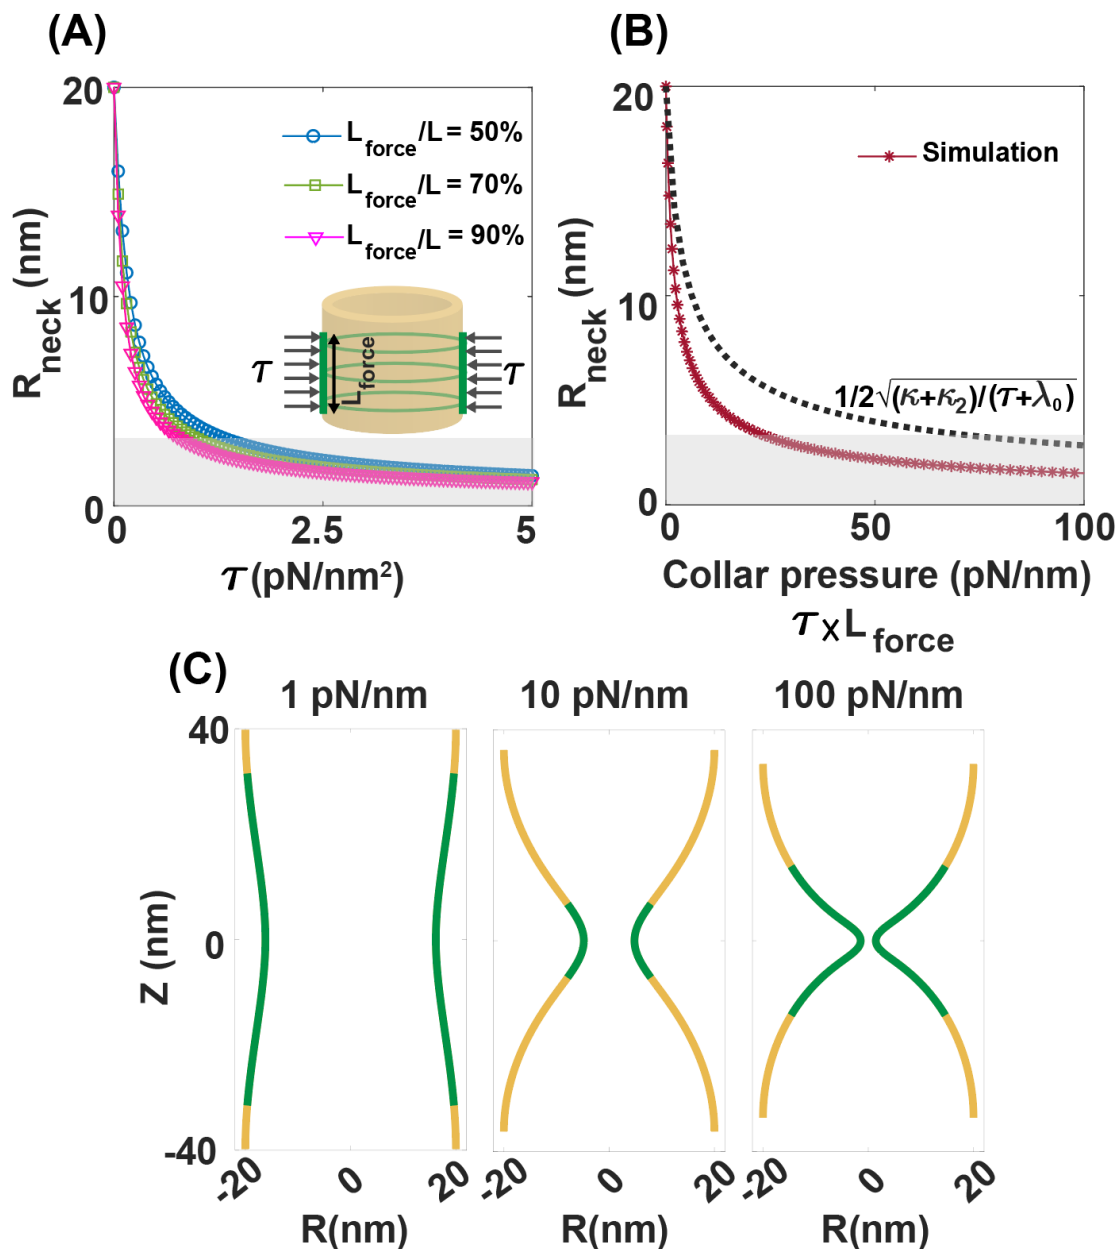 (A)
20
10
0
R_neck (nm)
L_force/L = 50%
L_force/L = 70%
L_force/L = 90%
τ
L_force
τ
0
2.5
5
τ (pN/nm²)
(B)
20
10
0
R_neck (nm)
Simulation
1/2√(κ+κ₂)/(τ+λ₀)
0
50
100
Collar pressure (pN/nm)
τ × L_force
(C)
1 pN/nm
10 pN/nm
100 pN/nm
40
0
-40
Z (nm)
-20
0
20
-20
0
20
-20
0
20
R(nm)
R(nm)
R(nm)